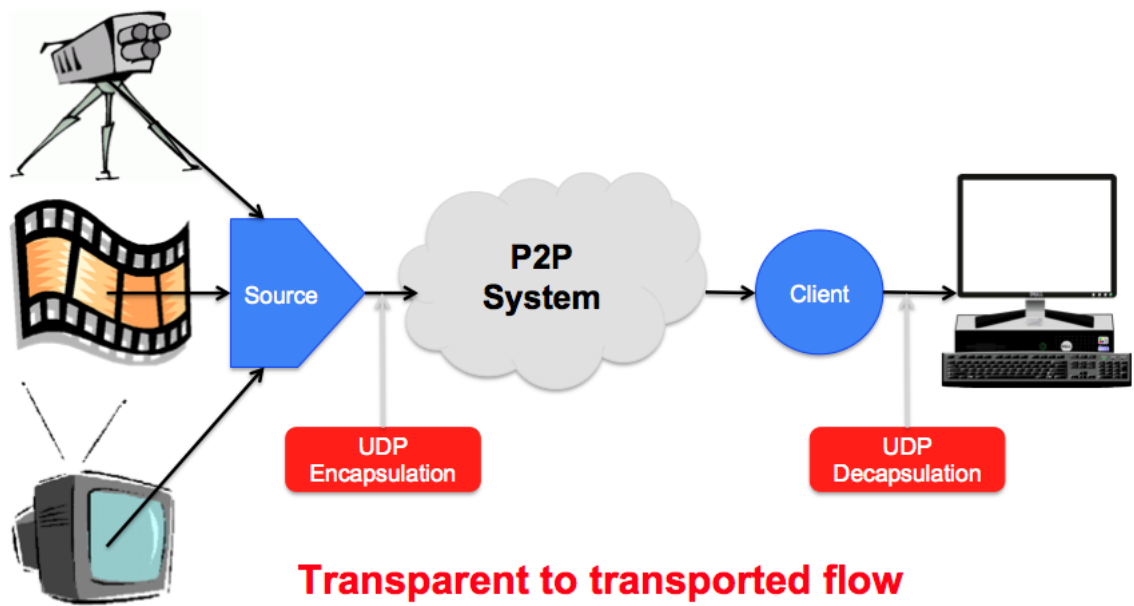 P2P
System
Source
Client
UDP
Encapsulation
UDP
Decapsulation
Transparent to transported flow